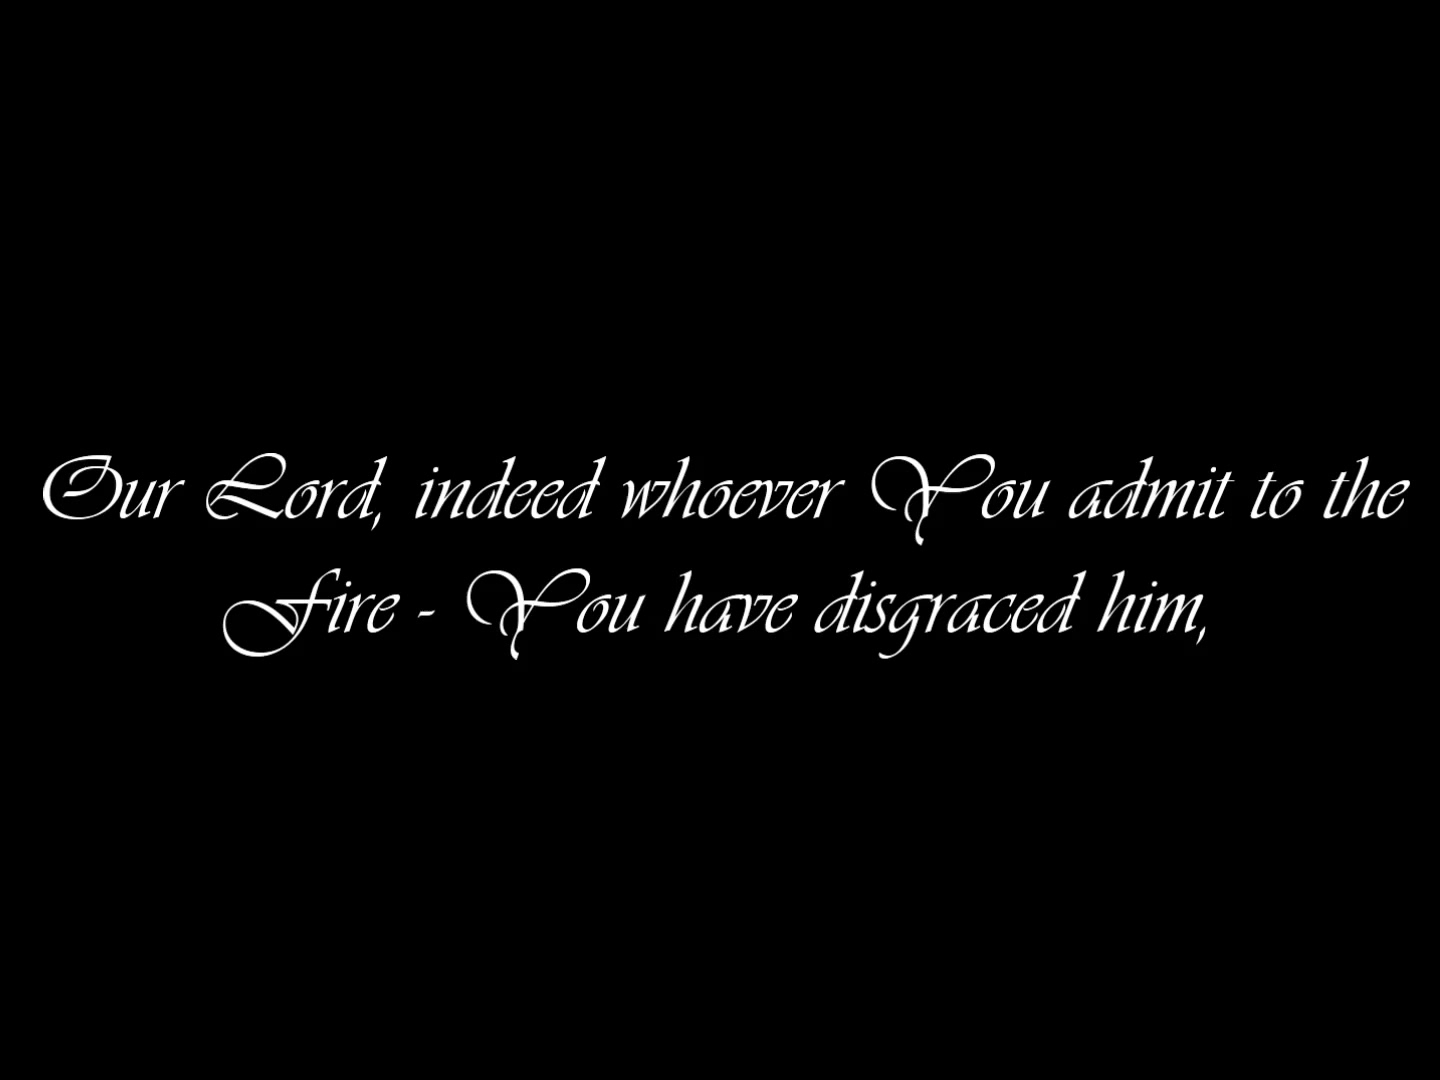 Our Lord, indeed whoever You admit to the
Fire - You have disgraced him,